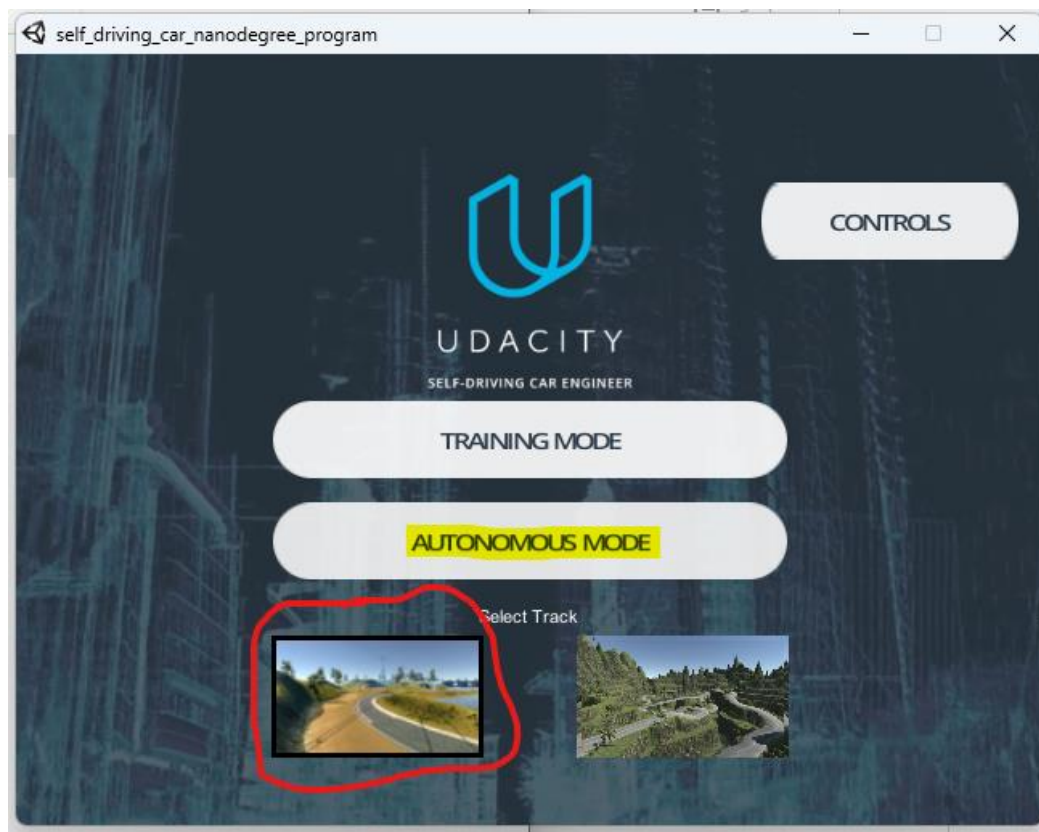 self_driving_car_nanodegree_program
CONTROLS
UDACITY
SELF-DRIVING CAR ENGINEER
TRAINING MODE
AUTONOMOUS MODE
Select Track